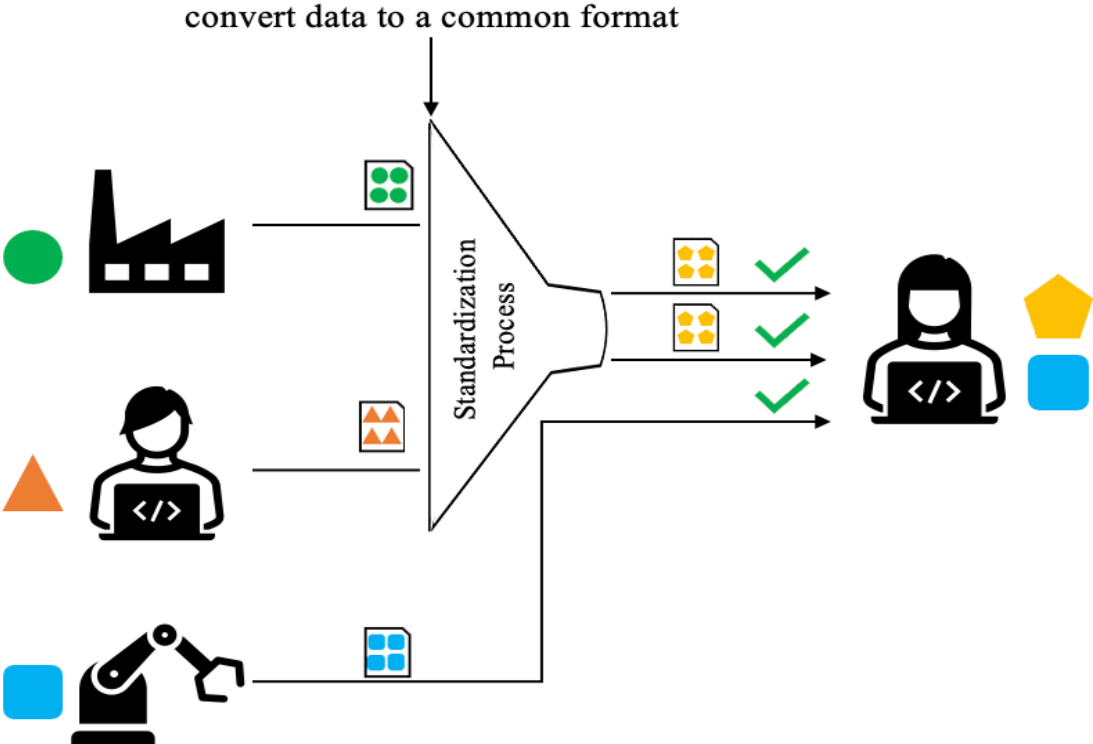 convert data to a common format
Standardization
Process
</>
</>